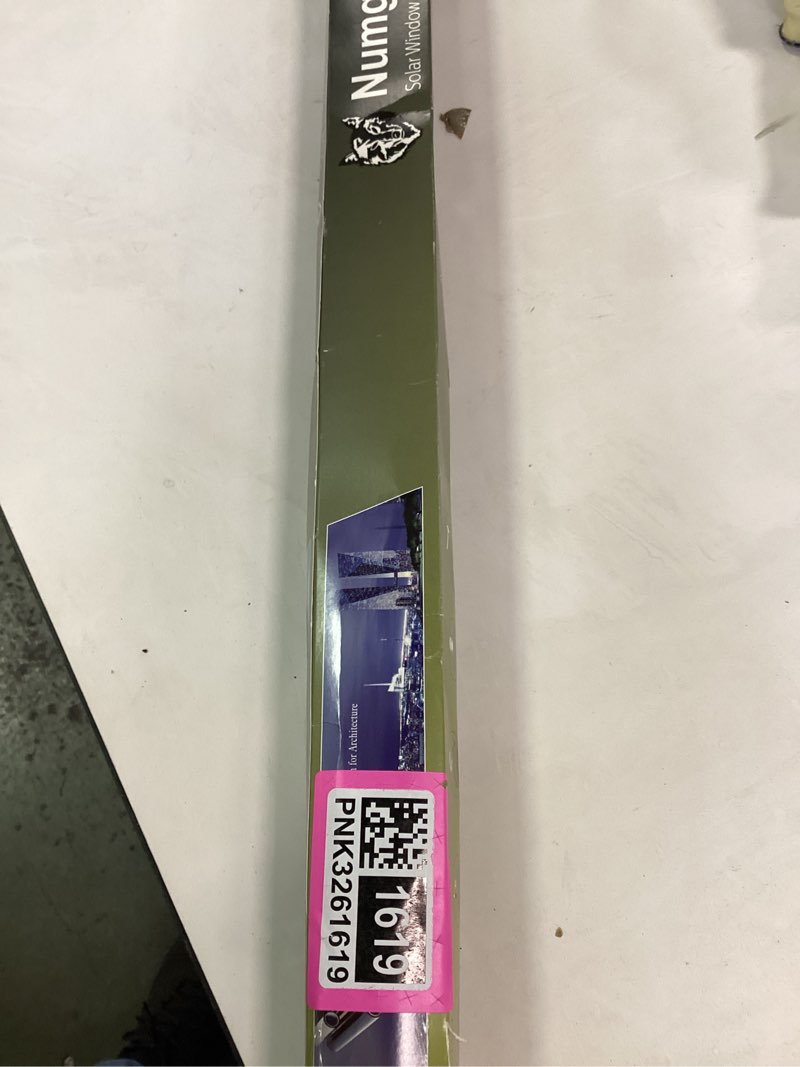 Numg
Solar Window
for Architecture
PNK3261619
1619